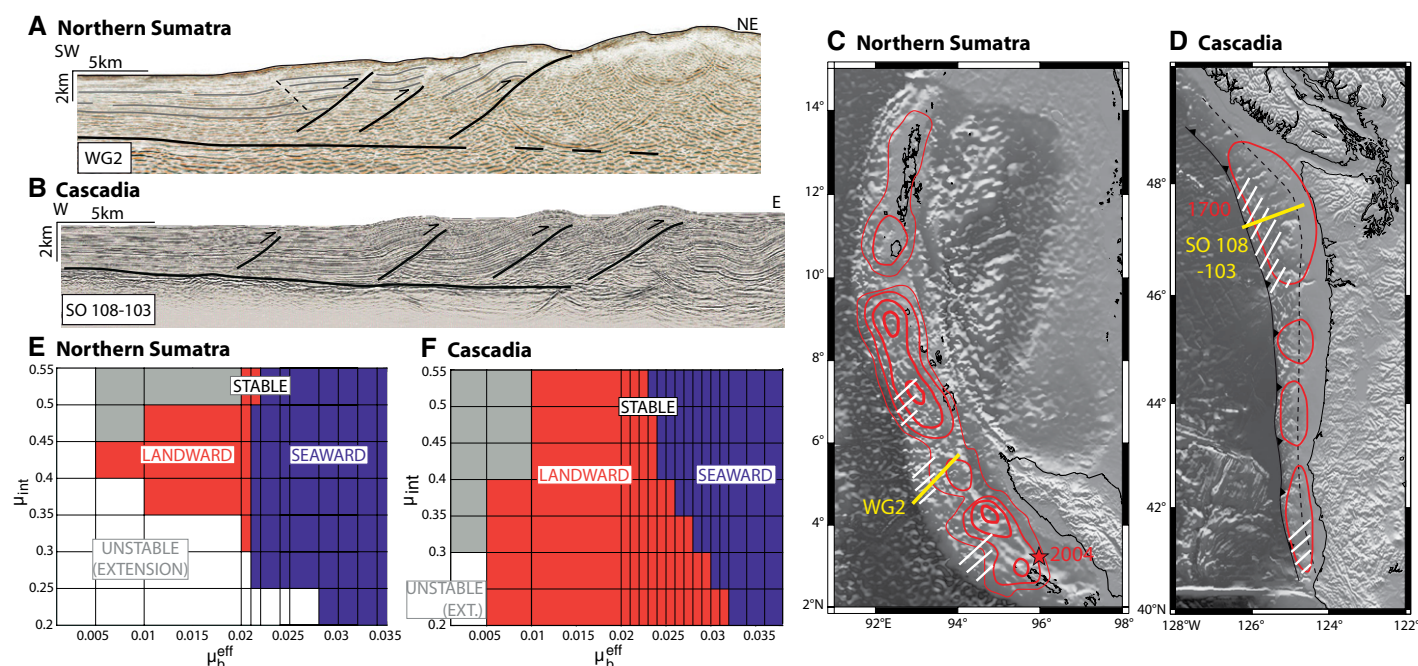 A Northern Sumatra
SW
NE
5km
2km
WG2
B Cascadia
W
5km
E
2km
SO 108-103
C Northern Sumatra
14°
12°
10°
8°
6°
4°
2°N
92°E
94°
96°
98°
WG2
2004
D Cascadia
48°
46°
44°
42°
40°N
128°W
126°
124°
122°
1700
SO 108
-103
E Northern Sumatra
0.55
0.5
0.45
0.4
0.35
0.3
0.25
0.2
μint
STABLE
LANDWARD
SEAWARD
UNSTABLE
(EXTENSION)
0.005
0.01
0.015
0.02
0.025
0.03
0.035
μb eff
F Cascadia
0.55
0.5
0.45
0.4
0.35
0.3
0.25
0.2
μint
STABLE
LANDWARD
SEAWARD
UNSTABLE
(EXT.)
0.005
0.01
0.015
0.02
0.025
0.03
0.035
μb eff